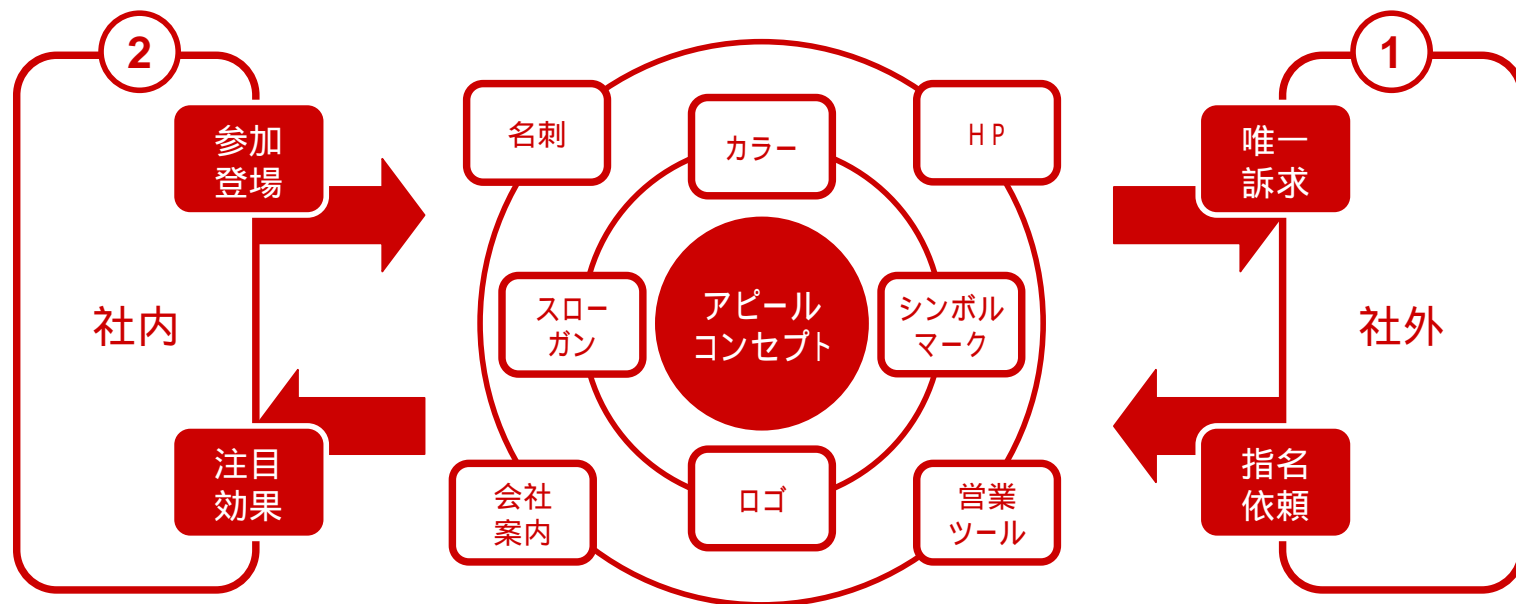 2
参加
登場
社内
注目
効果
名刺
カラー
HP
スロー
ガン
アピール
コンセプト
シンボル
マーク
会社
案内
ロゴ
営業
ツール
1
唯一
訴求
社外
指名
依頼